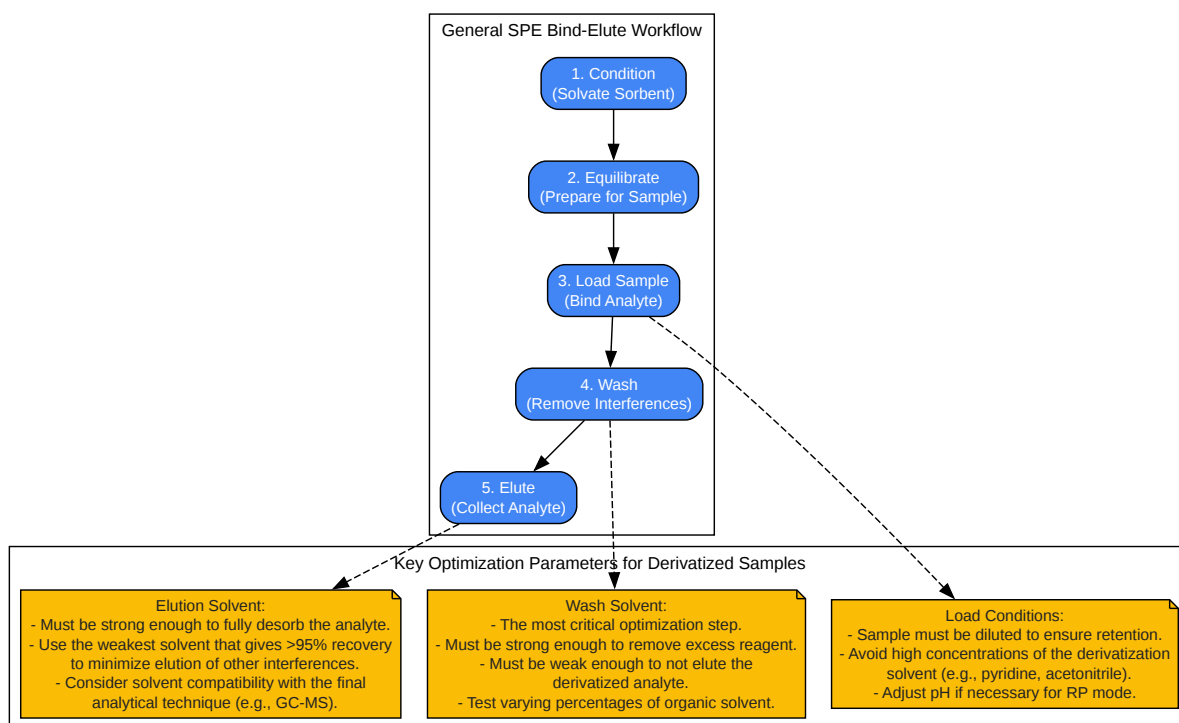 General SPE Bind-Elute Workflow
1. Condition
(Solvate Sorbent)
2. Equilibrate
(Prepare for Sample)
3. Load Sample
(Bind Analyte)
4. Wash
(Remove Interferences)
5. Elute
(Collect Analyte)
Key Optimization Parameters for Derivatized Samples
Elution Solvent:
- Must be strong enough to fully desorb the analyte.
- Use the weakest solvent that gives >95% recovery
to minimize elution of other interferences.
- Consider solvent compatibility with the final
analytical technique (e.g., GC-MS).
Wash Solvent:
- The most critical optimization step.
- Must be strong enough to remove excess reagent.
- Must be weak enough to not elute the
derivatized analyte.
- Test varying percentages of organic solvent.
Load Conditions:
- Sample must be diluted to ensure retention.
- Avoid high concentrations of the derivatization
solvent (e.g., pyridine, acetonitrile).
- Adjust pH if necessary for RP mode.